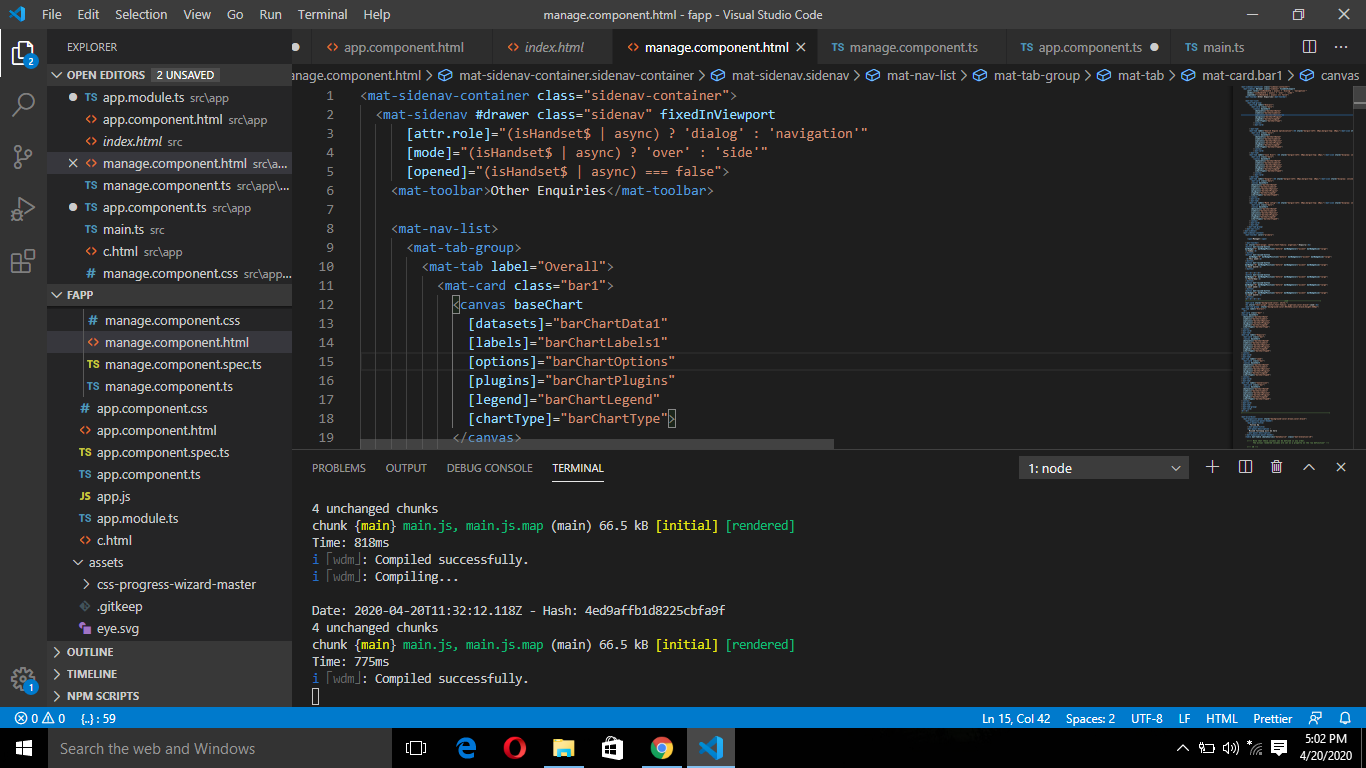 File Edit Selection View Go Run Terminal Help manage.component.html - fapp - Visual Studio Code
EXPLORER
2
app.component.html index.html manage.component.html TS manage.component.ts TS app.component.ts TS main.ts
OPEN EDITORS 2 UNSAVED
TS app.module.ts src\app
app.component.html src\app
index.html src
manage.component.html src\a...
TS manage.component.ts src\app\...
TS app.component.ts src\app
TS main.ts src
c.html src\app
# manage.component.css src\app...
FAPP
# manage.component.css
manage.component.html
TS manage.component.spec.ts
TS manage.component.ts
# app.component.css
app.component.html
TS app.component.spec.ts
TS app.component.ts
JS app.js
TS app.module.ts
c.html
assets
css-progress-wizard-master
.gitkeep
eye.svg
OUTLINE
TIMELINE
NPM SCRIPTS
1
anage.component.html > mat-sidenav-container.sidenav-container > mat-sidenav.sidenav > mat-nav-list > mat-tab-group > mat-tab > mat-card.bar1 > canvas
1 <mat-sidenav-container class="sidenav-container">
2 <mat-sidenav #drawer class="sidenav" fixedInViewport
3 [attr.role]="(isHandset$ | async) ? 'dialog' : 'navigation'"
4 [mode]="(isHandset$ | async) ? 'over' : 'side'"
5 [opened]="(isHandset$ | async) === false">
6 <mat-toolbar>Other Enquiries</mat-toolbar>
7
8 <mat-nav-list>
9 <mat-tab-group>
10 <mat-tab label="Overall">
11 <mat-card class="bar1">
12 <canvas baseChart
13 [datasets]="barChartData1"
14 [labels]="barChartLabels1"
15 [options]="barChartOptions"
16 [plugins]="barChartPlugins"
17 [legend]="barChartLegend"
18 [chartType]="barChartType">
19 </canvas>
PROBLEMS OUTPUT DEBUG CONSOLE TERMINAL 1: node
4 unchanged chunks
chunk {main} main.js, main.js.map (main) 66.5 kB [initial] [rendered]
Time: 818ms
i ｢wdm｣: Compiled successfully.
i ｢wdm｣: Compiling...
Date: 2020-04-20T11:32:12.118Z - Hash: 4ed9affb1d8225cbfa9f
4 unchanged chunks
chunk {main} main.js, main.js.map (main) 66.5 kB [initial] [rendered]
Time: 775ms
i ｢wdm｣: Compiled successfully.
0 0 {..} : 59 Ln 15, Col 42 Spaces: 2 UTF-8 LF HTML Prettier
Search the web and Windows
5:02 PM
4/20/2020